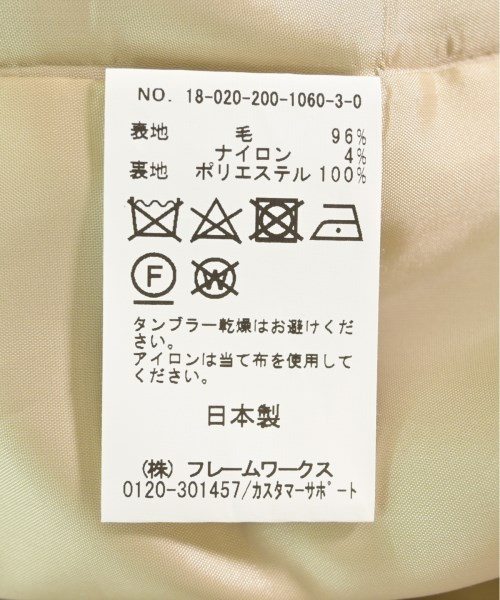 NO. 18-020-200-1060-3-0
表地 毛 96%
ナイロン 4%
裏地 ポリエステル 100%
F W
タンブラー乾燥はお避けくだ
さい。
アイロンは当て布を使用して
ください。
日本製
(株) フレームワークス
0120-301457/カスタマーサポート